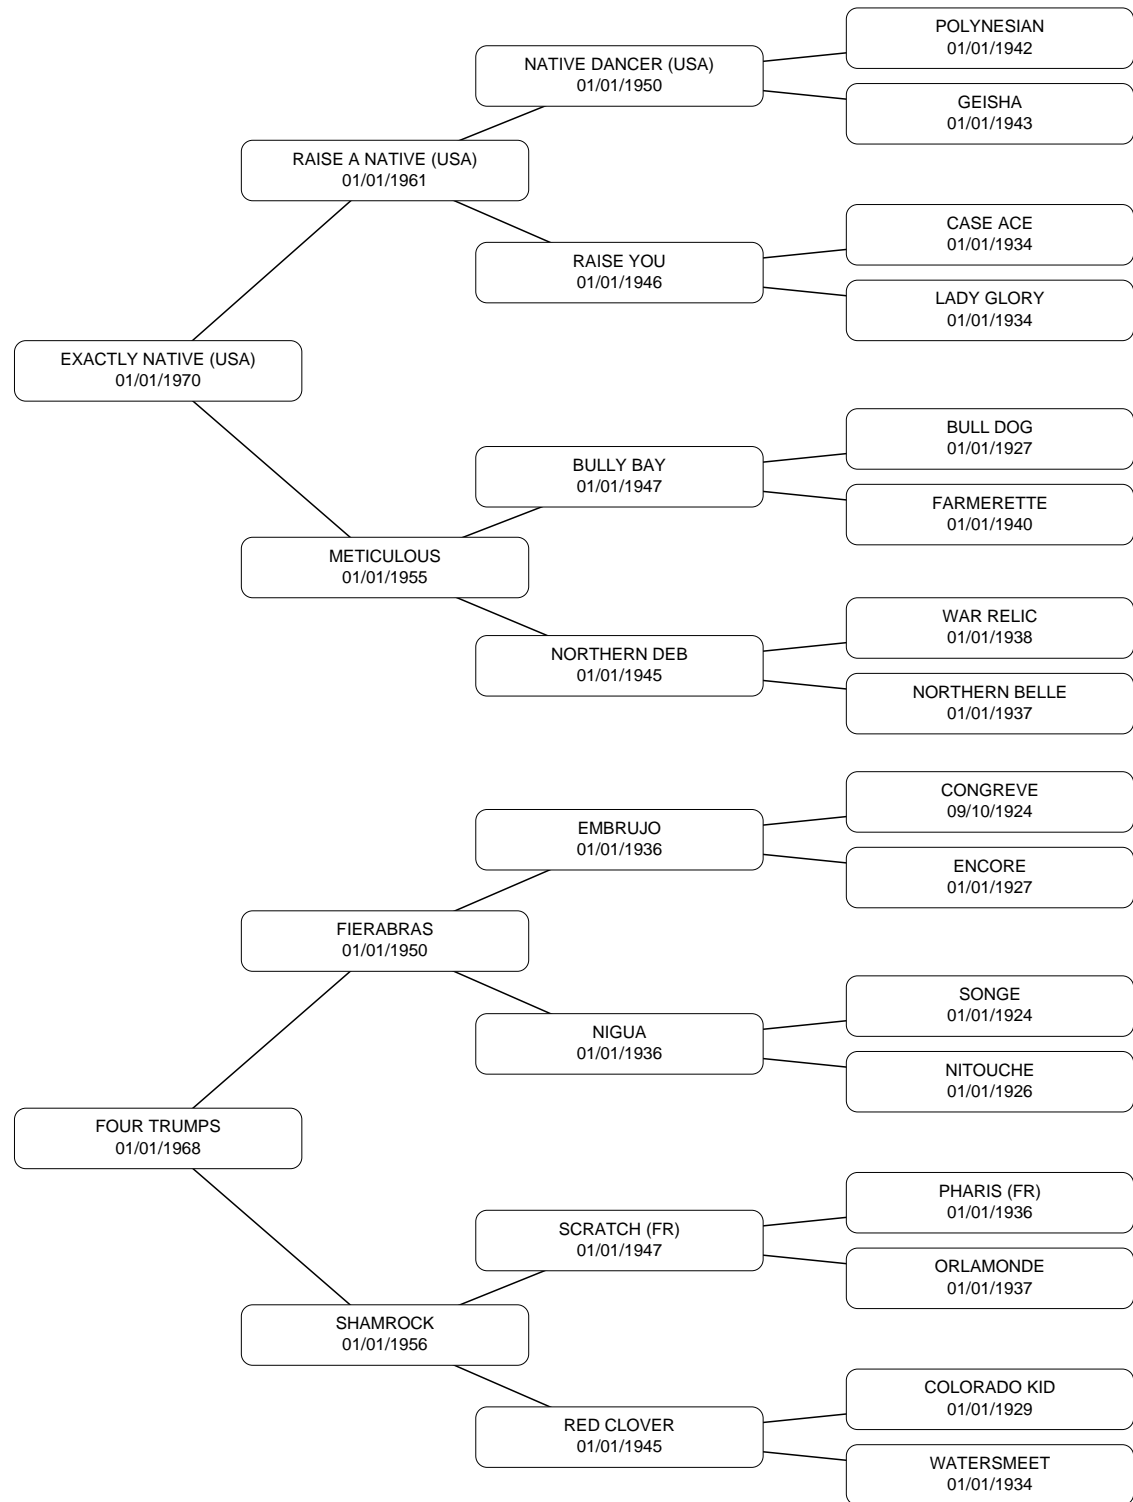 POLYNESIAN
01/01/1942
NATIVE DANCER (USA)
01/01/1950
GEISHA
01/01/1943
RAISE A NATIVE (USA)
01/01/1961
CASE ACE
01/01/1934
RAISE YOU
01/01/1946
LADY GLORY
01/01/1934
EXACTLY NATIVE (USA)
01/01/1970
BULL DOG
01/01/1927
BULLY BAY
01/01/1947
FARMERETTE
01/01/1940
METICULOUS
01/01/1955
WAR RELIC
01/01/1938
NORTHERN DEB
01/01/1945
NORTHERN BELLE
01/01/1937
CONGREVE
09/10/1924
EMBRUJO
01/01/1936
ENCORE
01/01/1927
FIERABRAS
01/01/1950
SONGE
01/01/1924
NIGUA
01/01/1936
NITOUCHE
01/01/1926
FOUR TRUMPS
01/01/1968
PHARIS (FR)
01/01/1936
SCRATCH (FR)
01/01/1947
ORLAMONDE
01/01/1937
SHAMROCK
01/01/1956
COLORADO KID
01/01/1929
RED CLOVER
01/01/1945
WATERSMEET
01/01/1934